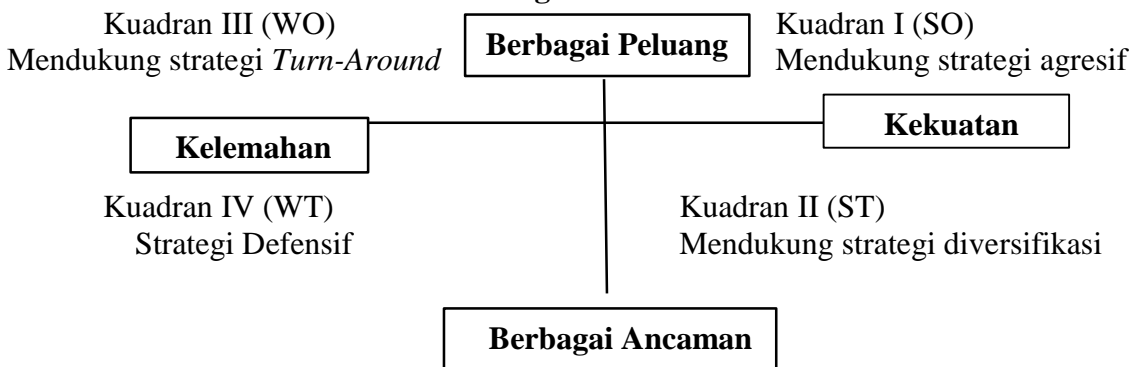 Kuadran III (WO)
Mendukung strategi Turn-Around
Berbagai Peluang
Kuadran I (SO)
Mendukung strategi agresif
Kelemahan
Kekuatan
Kuadran IV (WT)
Strategi Defensif
Kuadran II (ST)
Mendukung strategi diversifikasi
Berbagai Ancaman